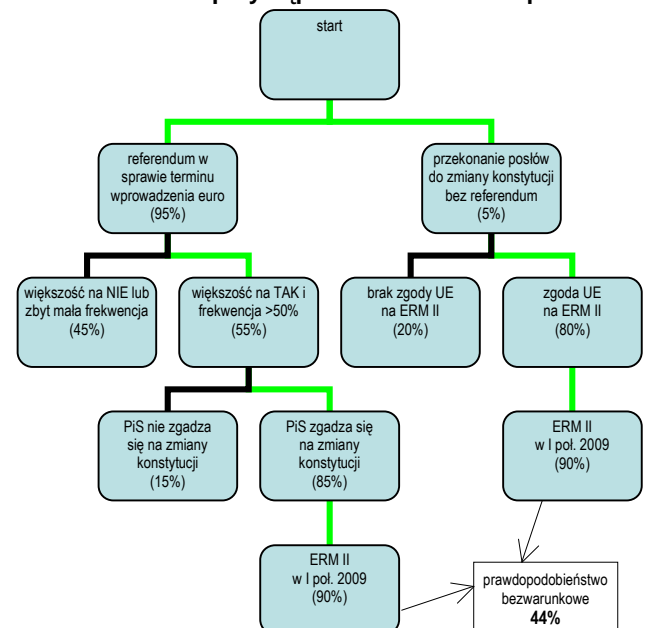 start
referendum w
sprawie terminu
wprowadzenia euro
(95%)
przekonanie posłów
do zmiany konstytucji
bez referendum
(5%)
większość na NIE lub
zbyt mała frekwencja
(45%)
większość na TAK i
frekwencja >50%
(55%)
brak zgody UE
na ERM II
(20%)
zgoda UE
na ERM II
(80%)
PiS nie zgadza
się na zmiany
konstytucji
(15%)
PiS zgadza się
na zmiany
konstytucji
(85%)
ERM II
w I poł. 2009
(90%)
ERM II
w I poł. 2009
(90%)
prawdopodobieństwo
bezwarunkowe
44%